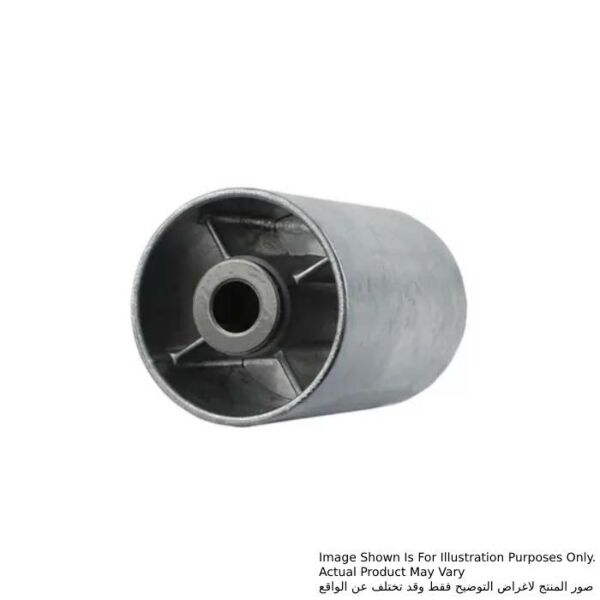 Image Shown Is For Illustration Purposes Only.
Actual Product May Vary
صور المنتج لاغراض التوضيح فقط وقد تختلف عن الواقع